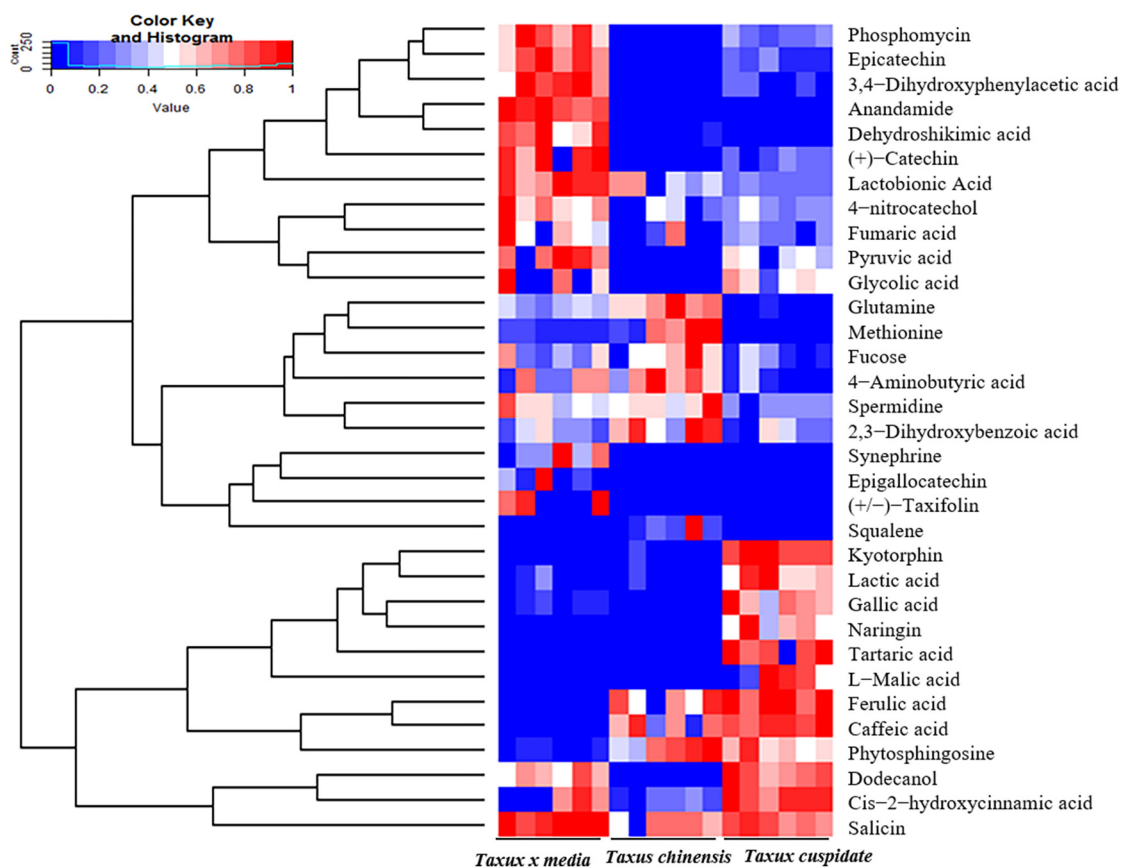 Color Key
and Histogram
Count
0 250
0 0.2 0.4 0.6 0.8 1
Value
Phosphomycin
Epicatechin
3,4−Dihydroxyphenylacetic acid
Anandamide
Dehydroshikimic acid
(+)−Catechin
Lactobionic Acid
4−nitrocatechol
Fumaric acid
Pyruvic acid
Glycolic acid
Glutamine
Methionine
Fucose
4−Aminobutyric acid
Spermidine
2,3−Dihydroxybenzoic acid
Synephrine
Epigallocatechin
(+/−)−Taxifolin
Squalene
Kyotorphin
Lactic acid
Gallic acid
Naringin
Tartaric acid
L−Malic acid
Ferulic acid
Caffeic acid
Phytosphingosine
Dodecanol
Cis−2−hydroxycinnamic acid
Salicin
Taxux x media Taxus chinensis Taxux cuspidate